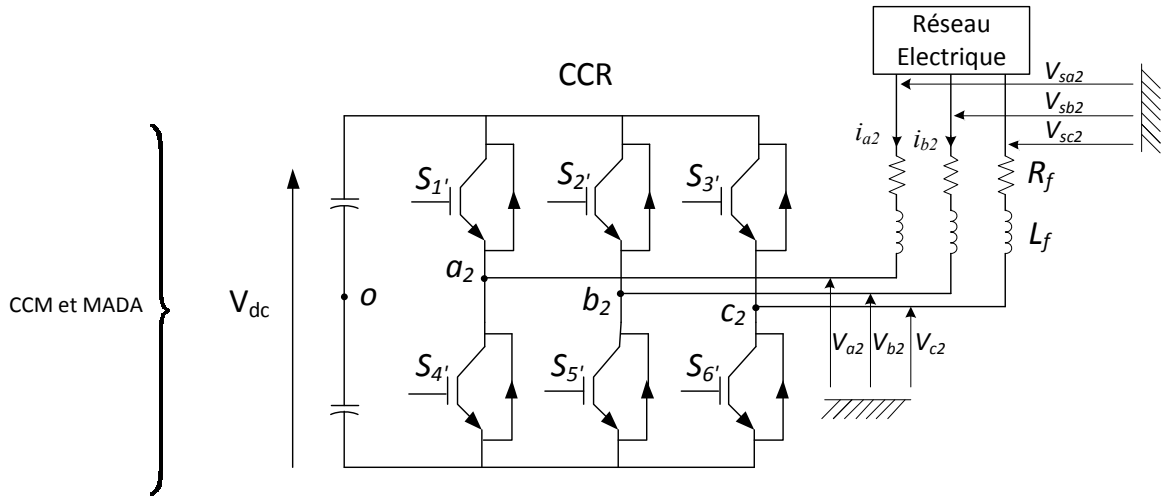 Réseau
Electrique
CCR
V_sa2
V_sb2
V_sc2
i_a2
i_b2
R_f
L_f
S_1'
S_2'
S_3'
a_2
b_2
c_2
CCM et MADA
V_dc
o
V_a2
V_b2
V_c2
S_4'
S_5'
S_6'